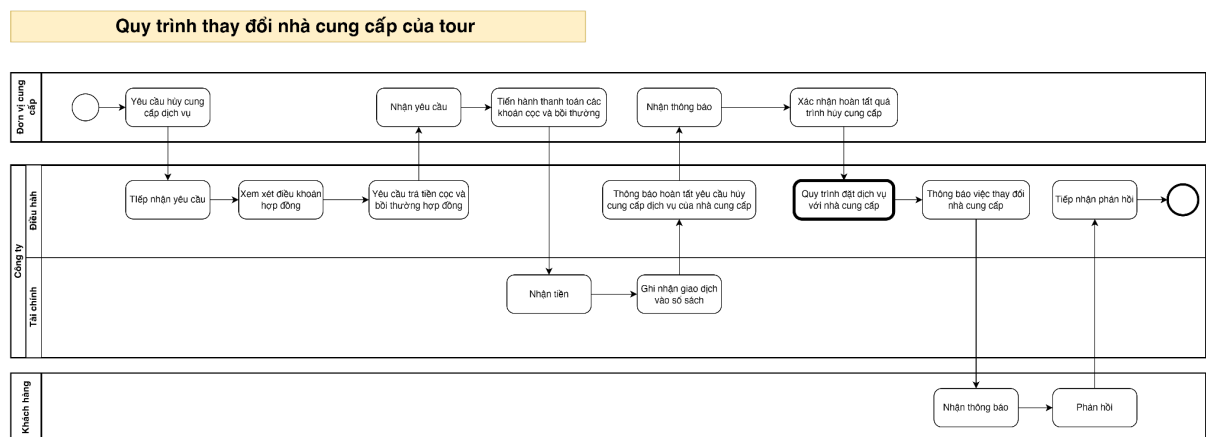 Quy trình thay đổi nhà cung cấp của tour
Đơn vị cung
cấp
Yêu cầu hủy cung
cấp dịch vụ
Nhận yêu cầu
Tiến hành thanh toán các
khoản cọc và bồi thường
Nhận thông báo
Xác nhận hoàn tất quá
trình hủy cung cấp
Công ty
Điều hành
TIếp nhận yêu cầu
Xem xét điều khoản
hợp đồng
Yêu cầu trả tiền cọc và
bồi thường hợp đồng
Thông báo hoàn tất yêu cầu hủy
cung cấp dịch vụ của nhà cung cấp
Quy trình đặt dịch vụ
với nhà cung cấp
Thông báo việc thay đổi
nhà cung cấp
Tiếp nhận phản hồi
Tài chính
Nhận tiền
Ghi nhận giao dịch
vào sổ sách
Khách hàng
Nhận thông báo
Phản hồi